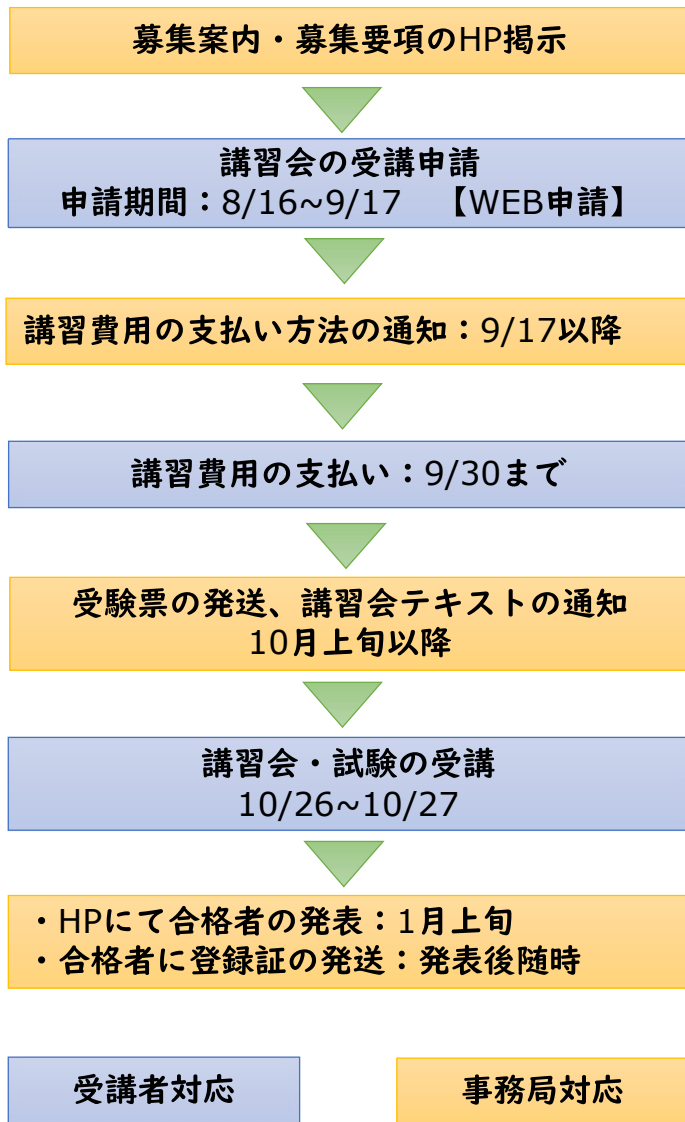 募集案内・募集要項のHP掲示
講習会の受講申請
申請期間：8/16~9/17　【WEB申請】
講習費用の支払い方法の通知：9/17以降
講習費用の支払い：9/30まで
受験票の発送、講習会テキストの通知
10月上旬以降
講習会・試験の受講
10/26~10/27
・HPにて合格者の発表：1月上旬
・合格者に登録証の発送：発表後随時
受講者対応
事務局対応